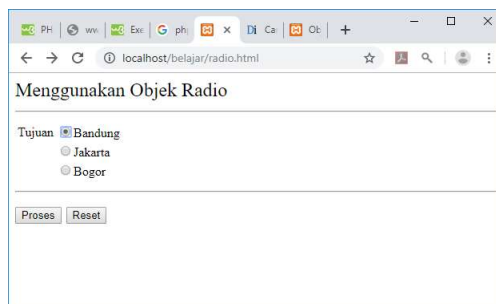 PH ww Exe ph Di Ca Ob
localhost/belajar/radio.html
Menggunakan Objek Radio
Tujuan Bandung
Jakarta
Bogor
Proses Reset